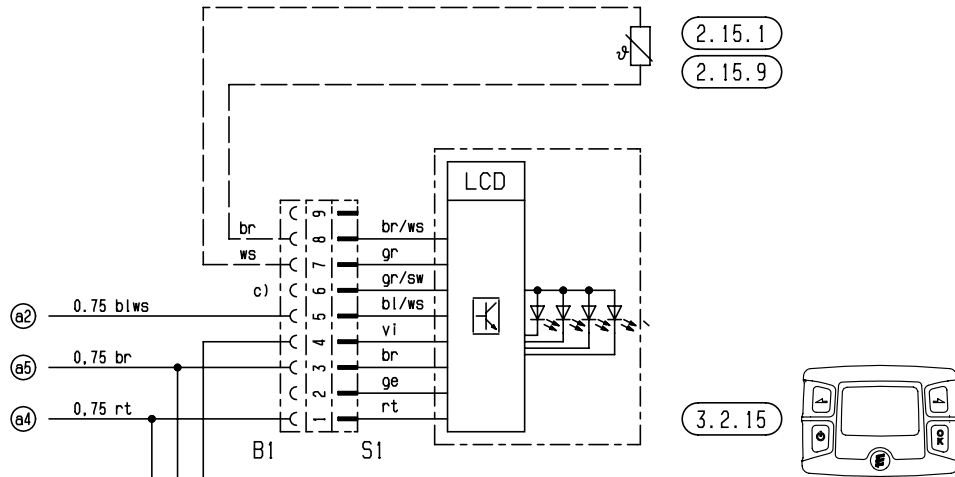 ϑ
2.15.1
2.15.9
LCD
9
br 8 br/ws
ws 7 gr
c) 6 gr/sw
a2 0.75 blws 5 bl/ws
4 vi
a5 0,75 br 3 br
2 ge
a4 0,75 rt 1 rt
B1 S1
3.2.15
OK